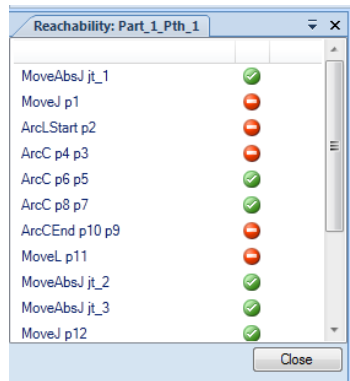 Reachability: Part_1_Pth_1
MoveAbsJ jt_1
MoveJ p1
ArcLStart p2
ArcC p4 p3
ArcC p6 p5
ArcC p8 p7
ArcCEnd p10 p9
MoveL p11
MoveAbsJ jt_2
MoveAbsJ jt_3
MoveJ p12
Close